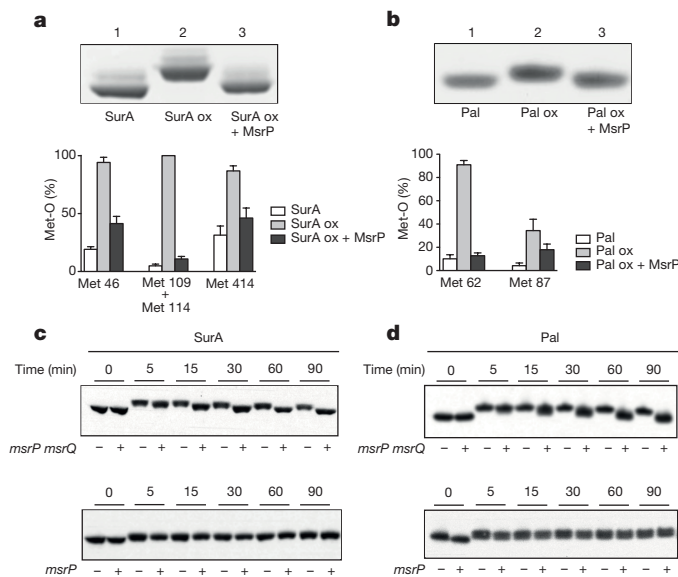 a
1 2 3
SurA SurA ox SurA ox
+ MsrP
Met-O (%)
100
50
0
Met 46 Met 109
+
Met 114 Met 414
SurA
SurA ox
SurA ox + MsrP
b
1 2 3
Pal Pal ox Pal ox
+ MsrP
Met-O (%)
100
80
60
40
20
0
Met 62 Met 87
Pal
Pal ox
Pal ox + MsrP
c
SurA
Time (min) 0 5 15 30 60 90
msrP msrQ – + – + – + – + – + – +
0 5 15 30 60 90
msrP – + – + – + – + – + – +
d
Pal
Time (min) 0 5 15 30 60 90
msrP msrQ – + – + – + – + – + – +
0 5 15 30 60 90
msrP – + – + – + – + – + – +